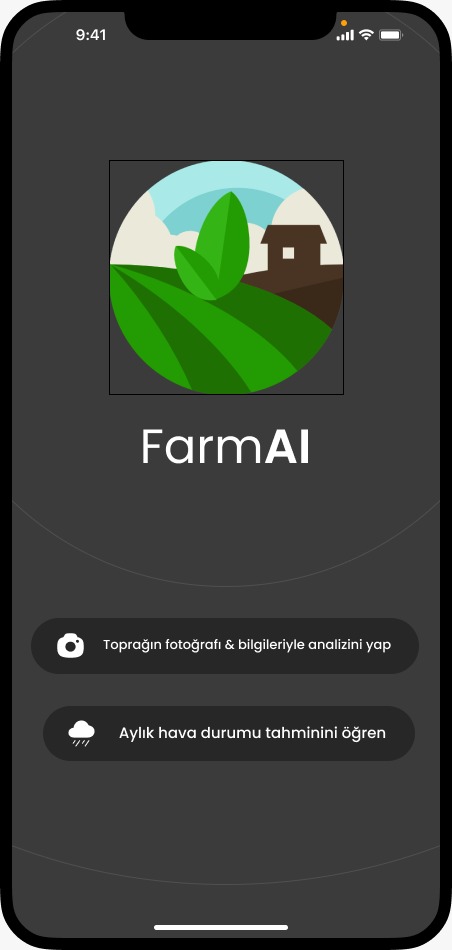 9:41
FarmAI
Toprağın fotoğrafı & bilgileriyle analizini yap
Aylık hava durumu tahminini öğren